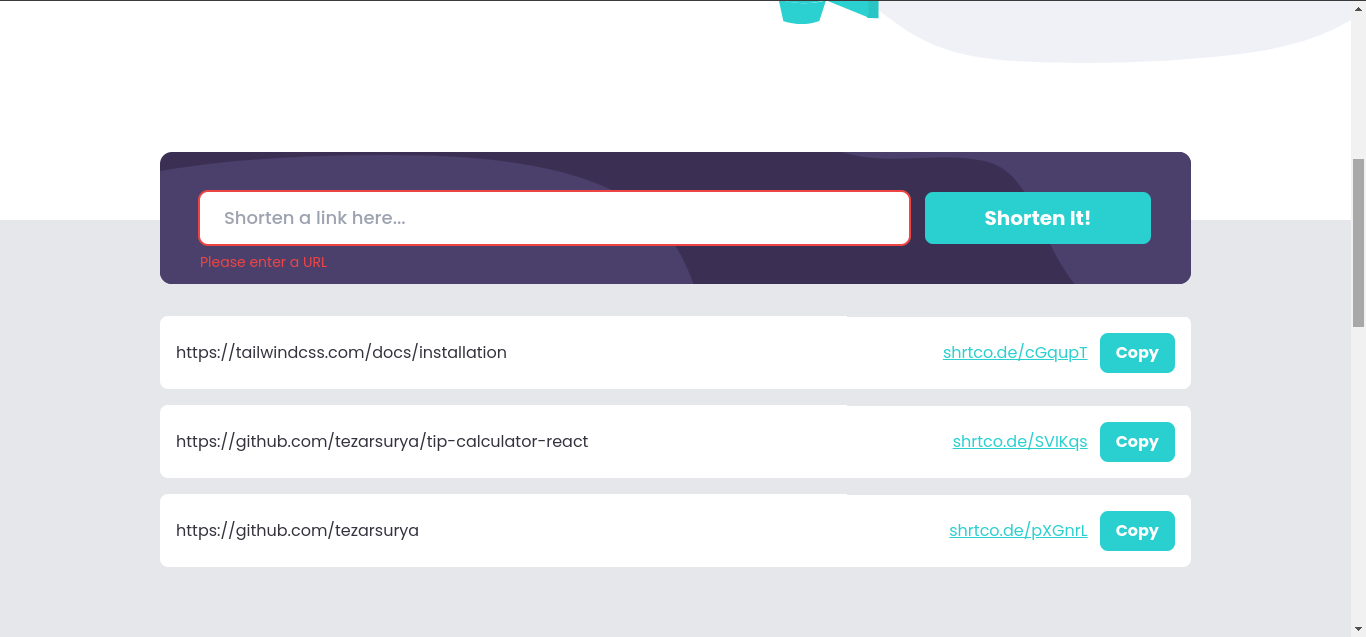 Shorten a link here...
Shorten It!
Please enter a URL
https://tailwindcss.com/docs/installation
shrtco.de/cGqupT
Copy
https://github.com/tezarsurya/tip-calculator-react
shrtco.de/SVIKqs
Copy
https://github.com/tezarsurya
shrtco.de/pXGnrL
Copy